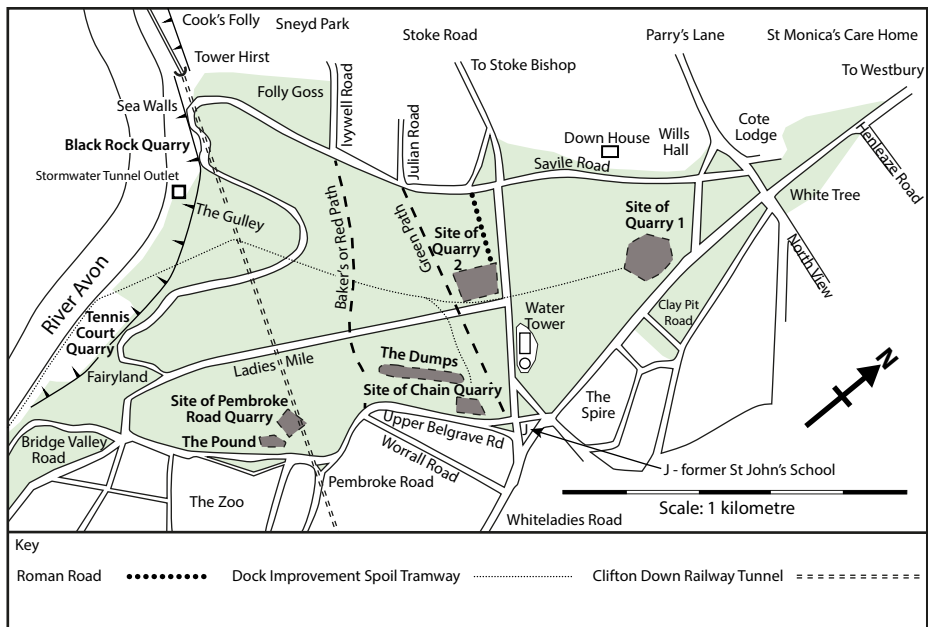 Cook's Folly
Sneyd Park
Stoke Road
Parry's Lane
St Monica's Care Home
Tower Hirst
To Stoke Bishop
To Westbury
Folly Goss
Ivywell Road
Sea Walls
Julian Road
Cote
Lodge
Down House
Wills
Hall
Henleaze Road
Black Rock Quarry
Savile Road
Stormwater Tunnel Outlet
White Tree
The Gulley
Baker's or Red Path
Green Path
Site of
Quarry
2
Site of
Quarry 1
North View
River Avon
Tennis
Court
Quarry
Water
Tower
Clay Pit
Road
Ladies Mile
Fairyland
The Dumps
Site of Chain Quarry
Site of Pembroke
Road Quarry
The
Spire
N
Upper Belgrave Rd
J
The Pound
Bridge Valley
Road
Worrall Road
J - former St John's School
Pembroke Road
The Zoo
Scale: 1 kilometre
Whiteladies Road
Key
Roman Road
Dock Improvement Spoil Tramway
Clifton Down Railway Tunnel